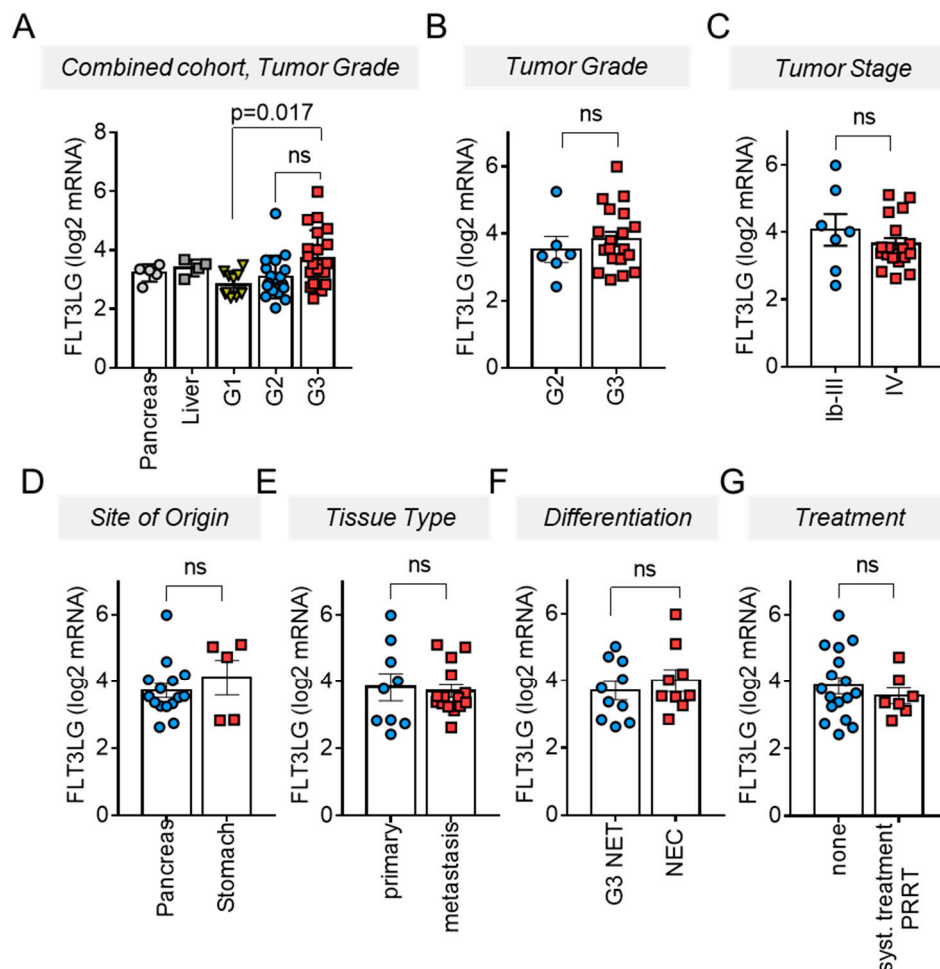 A
Combined cohort, Tumor Grade
p=0.017
ns
FLT3LG (log2 mRNA)
8
6
4
2
0
Pancreas
Liver
G1
G2
G3
B
Tumor Grade
ns
FLT3LG (log2 mRNA)
6
4
2
0
G2
G3
C
Tumor Stage
ns
FLT3LG (log2 mRNA)
6
4
2
0
Ib-III
IV
D
Site of Origin
ns
FLT3LG (log2 mRNA)
6
4
2
0
Pancreas
Stomach
E
Tissue Type
ns
FLT3LG (log2 mRNA)
6
4
2
0
primary
metastasis
F
Differentiation
ns
FLT3LG (log2 mRNA)
6
4
2
0
G3 NET
NEC
G
Treatment
ns
FLT3LG (log2 mRNA)
6
4
2
0
none
syst. treatment
PRRT